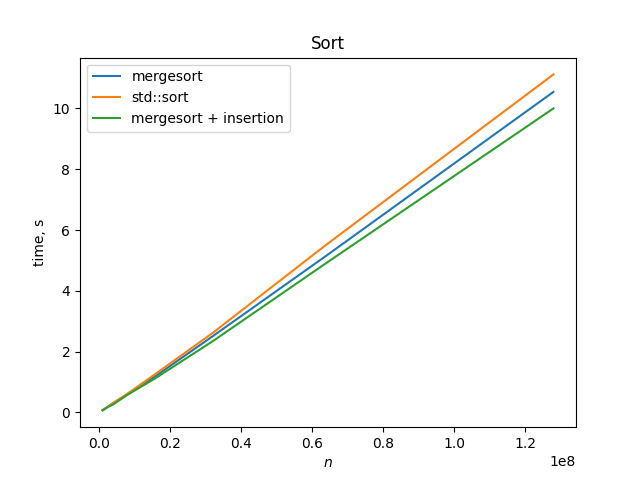 Sort
mergesort
std::sort
mergesort + insertion
time, s
10
8
6
4
2
0
0.0 0.2 0.4 0.6 0.8 1.0 1.2
1e8
n